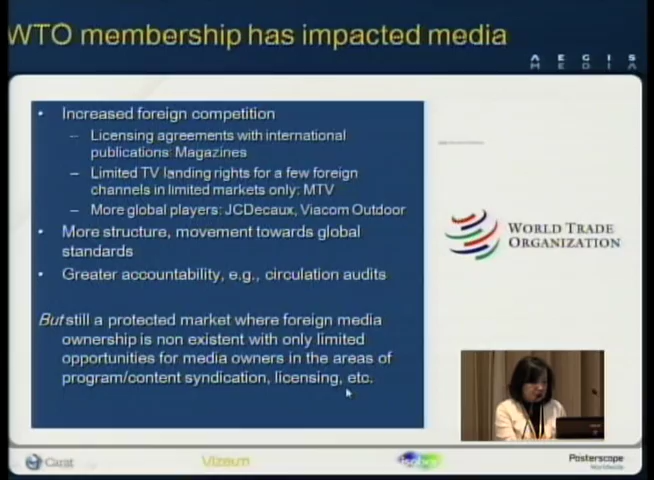 WTO membership has impacted media
AEGIS
MEDIA
• Increased foreign competition
– Licensing agreements with international
publications: Magazines
– Limited TV landing rights for a few foreign
channels in limited markets only: MTV
– More global players: JCDecaux, Viacom Outdoor
• More structure, movement towards global
standards
• Greater accountability, e.g., circulation audits
But still a protected market where foreign media
ownership is non existent with only limited
opportunities for media owners in the areas of
program/content syndication, licensing, etc.
WORLD TRADE
ORGANIZATION
Carat
Vizeum
Posterscope